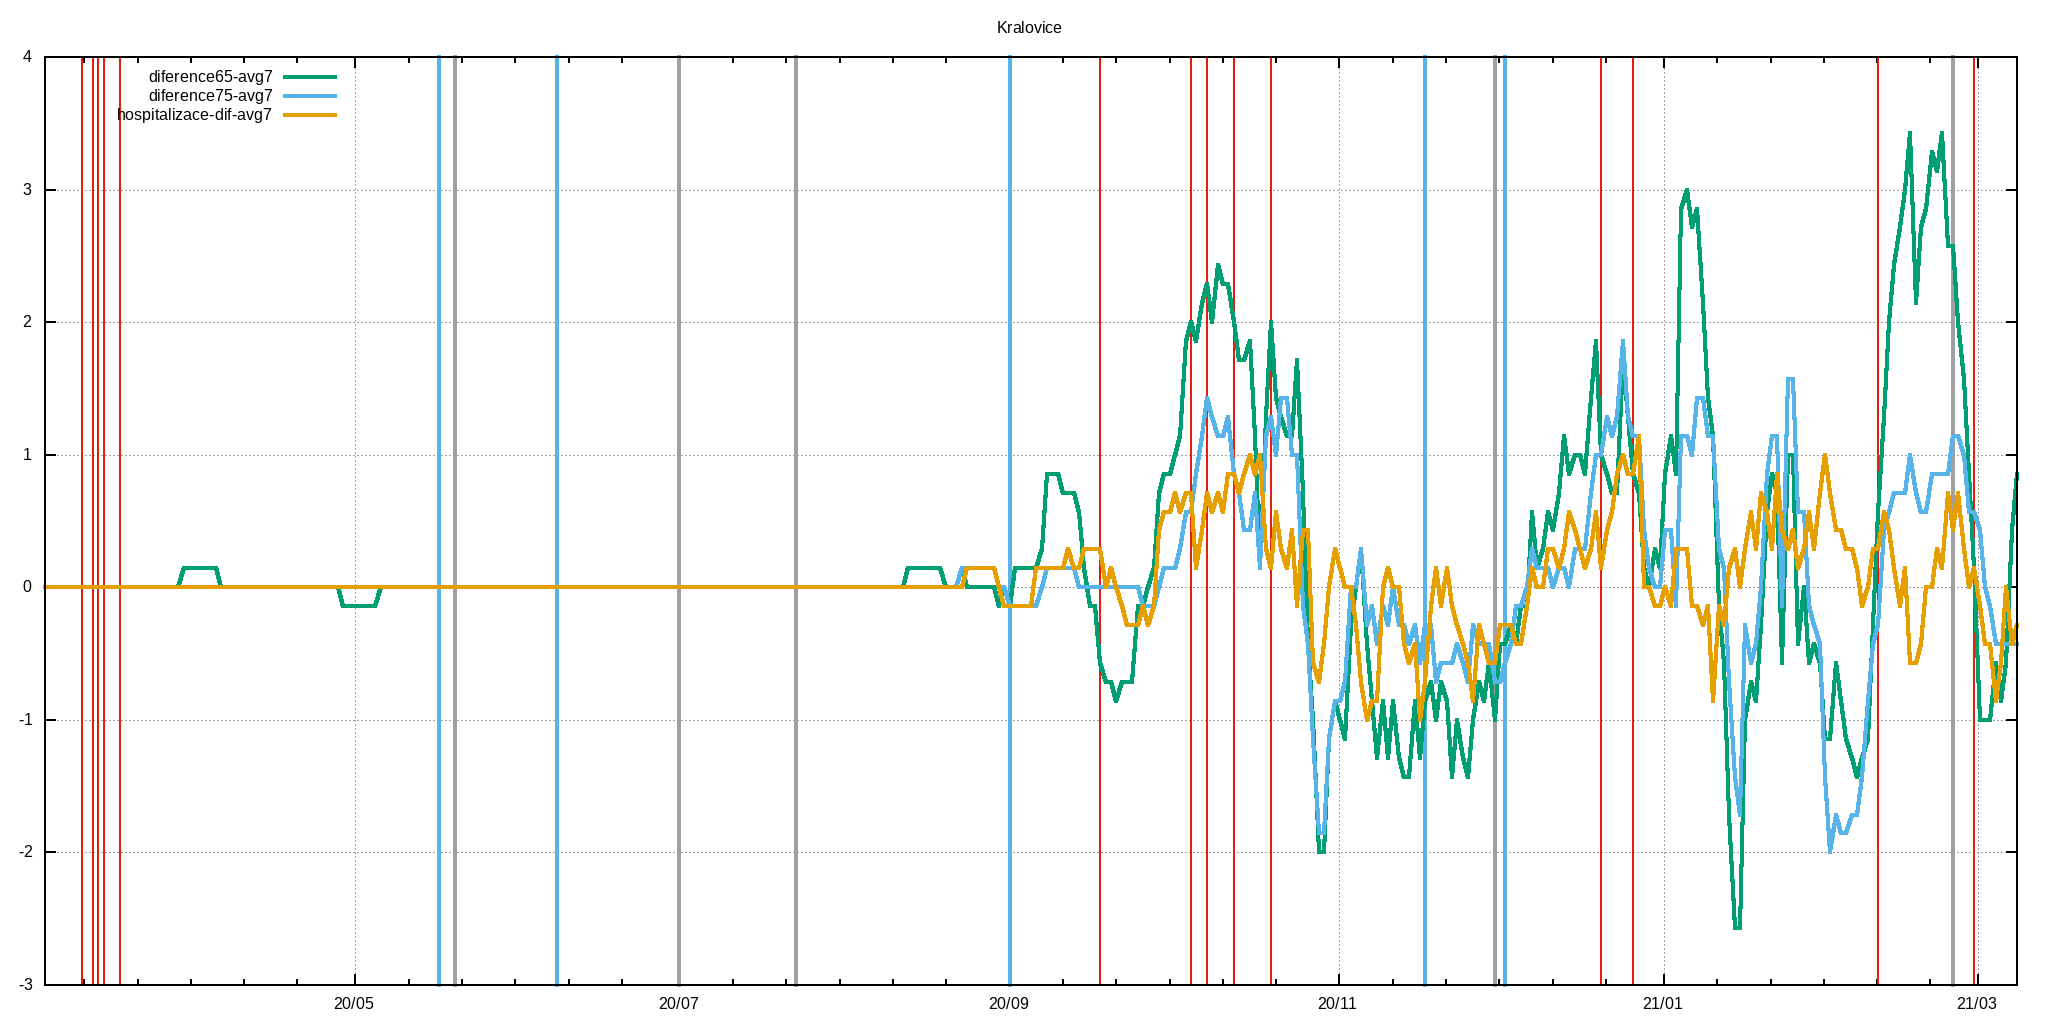 Kralovice
diference65-avg7
diference75-avg7
hospitalizace-dif-avg7
4
3
2
1
0
-1
-2
-3
20/05 20/07 20/09 20/11 21/01 21/03